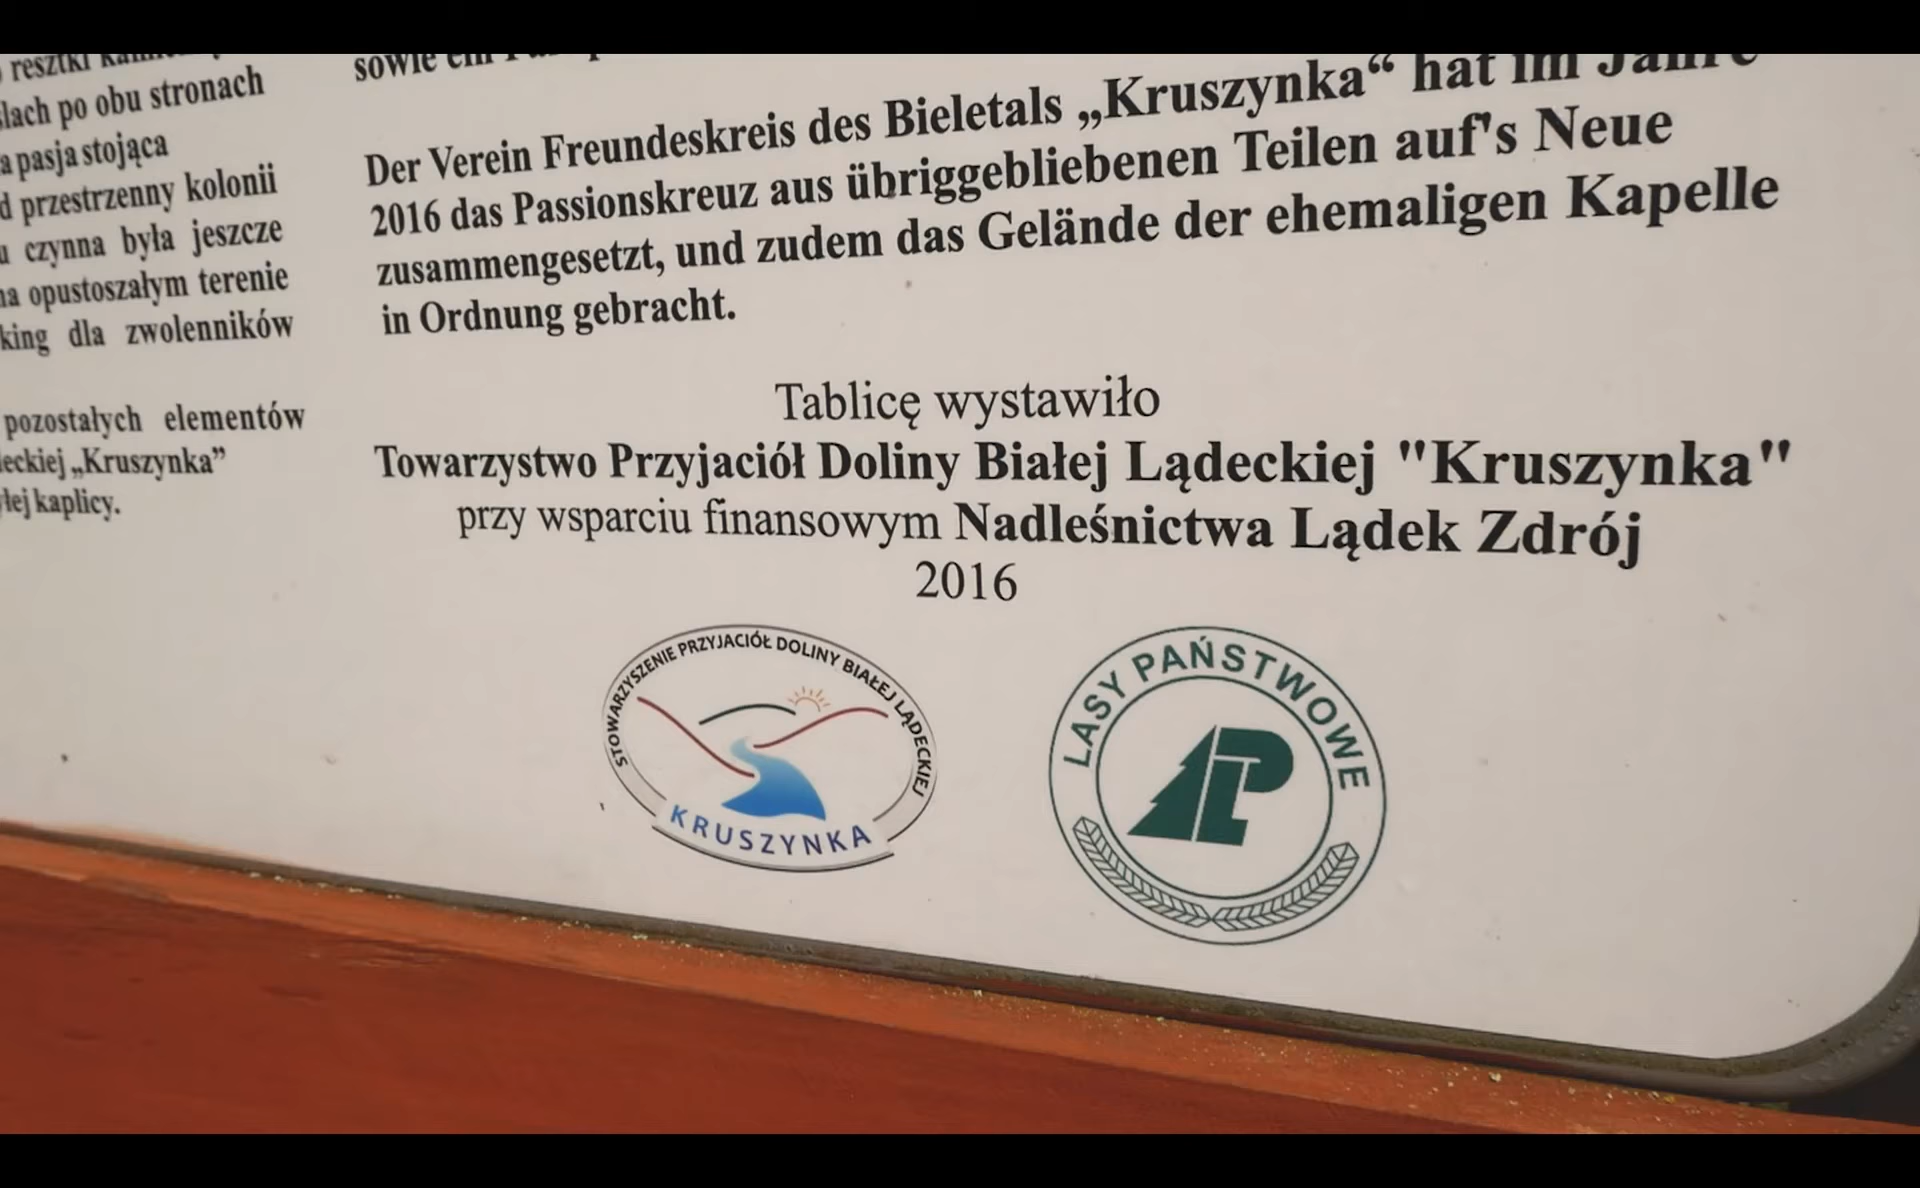 resztki
lach po obu stronach
a pasja stojąca
d przestrzenny kolonii
u czynna była jeszcze
na opustoszałym terenie
king dla zwolenników
pozostałych elementów
eckiej „Kruszynka”
łej kaplicy.
sowie ein
Der Verein Freundeskreis des Bieletals „Kruszynka“ hat im Jahre
2016 das Passionskreuz aus übriggebliebenen Teilen auf's Neue
zusammengesetzt, und zudem das Gelände der ehemaligen Kapelle
in Ordnung gebracht.
Tablicę wystawiło
Towarzystwo Przyjaciół Doliny Białej Lądeckiej "Kruszynka"
przy wsparciu finansowym Nadleśnictwa Lądek Zdrój
2016
STOWARZYSZENIE PRZYJACIÓŁ DOLINY BIAŁEJ LĄDECKIEJ
KRUSZYNKA
LASY PAŃSTWOWE